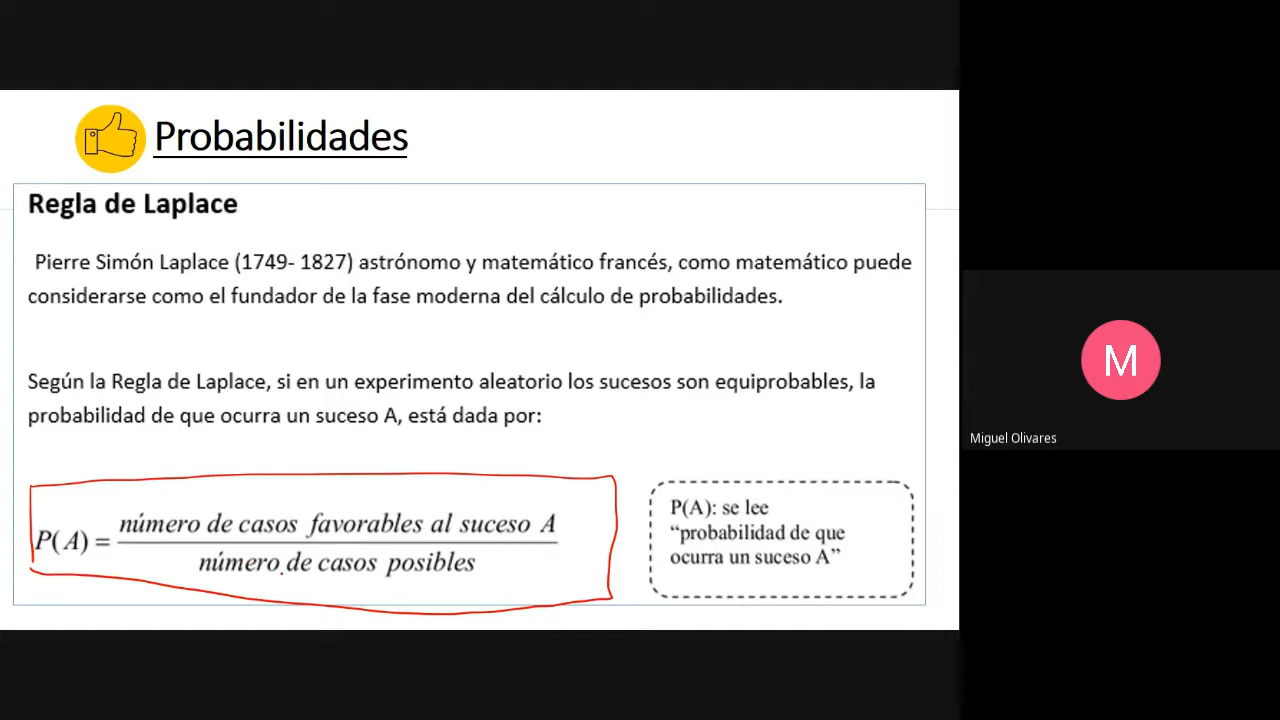 Probabilidades
Regla de Laplace
Pierre Simón Laplace (1749- 1827) astrónomo y matemático francés, como matemático puede
considerarse como el fundador de la fase moderna del cálculo de probabilidades.
Según la Regla de Laplace, si en un experimento aleatorio los sucesos son equiprobables, la
probabilidad de que ocurra un suceso A, está dada por:
P(A) = número de casos favorables al suceso A
número de casos posibles
P(A): se lee
“probabilidad de que
ocurra un suceso A”
M
Miguel Olivares